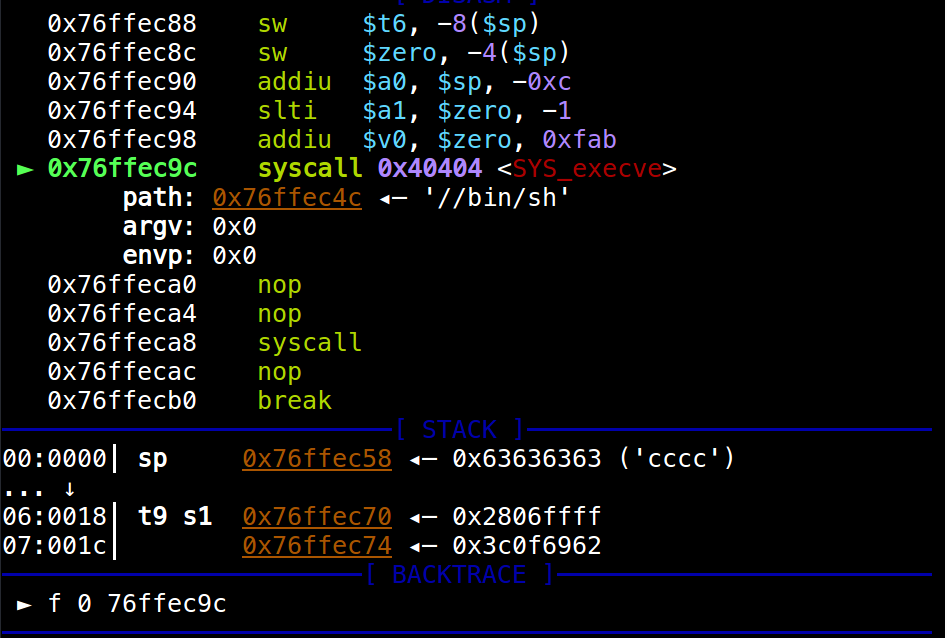 [ DISASM ]
0x76ffec88 sw $t6, -8($sp)
0x76ffec8c sw $zero, -4($sp)
0x76ffec90 addiu $a0, $sp, -0xc
0x76ffec94 slti $a1, $zero, -1
0x76ffec98 addiu $v0, $zero, 0xfab
► 0x76ffec9c syscall 0x40404 <SYS_execve>
path: 0x76ffec4c ◂— '//bin/sh'
argv: 0x0
envp: 0x0
0x76ffeca0 nop
0x76ffeca4 nop
0x76ffeca8 syscall
0x76ffecac nop
0x76ffecb0 break
[ STACK ]
00:0000│ sp 0x76ffec58 ◂— 0x63636363 ('cccc')
... ↓
06:0018│ t9 s1 0x76ffec70 ◂— 0x2806ffff
07:001c│ 0x76ffec74 ◂— 0x3c0f6962
[ BACKTRACE ]
► f 0 76ffec9c